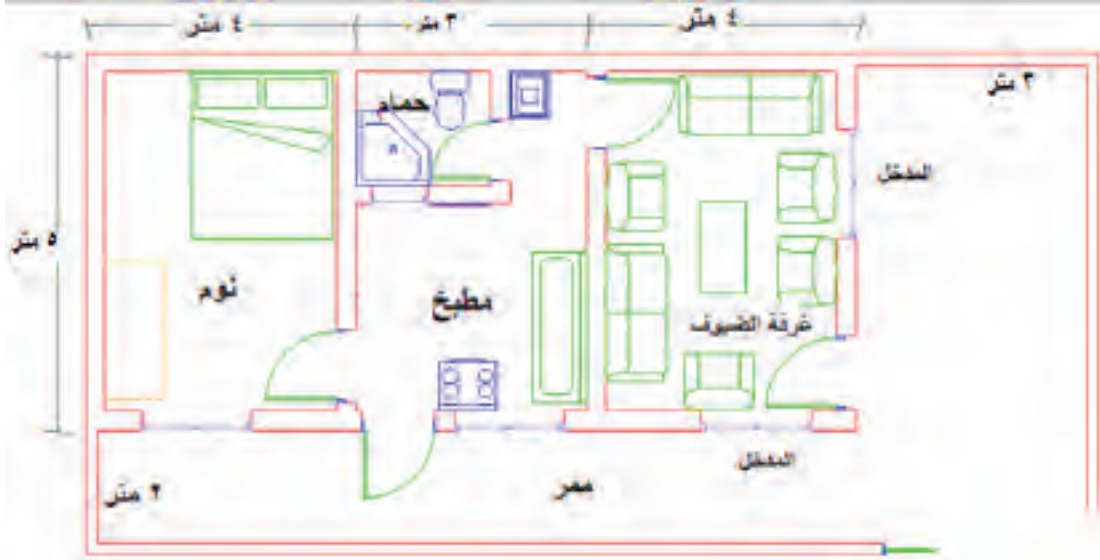 ٤ متر
٣ متر
٤ متر
٣ متر
حمام
المدخل
٥ متر
نوم
مطبخ
غرفة الضيوف
المدخل
ممر
٢ متر